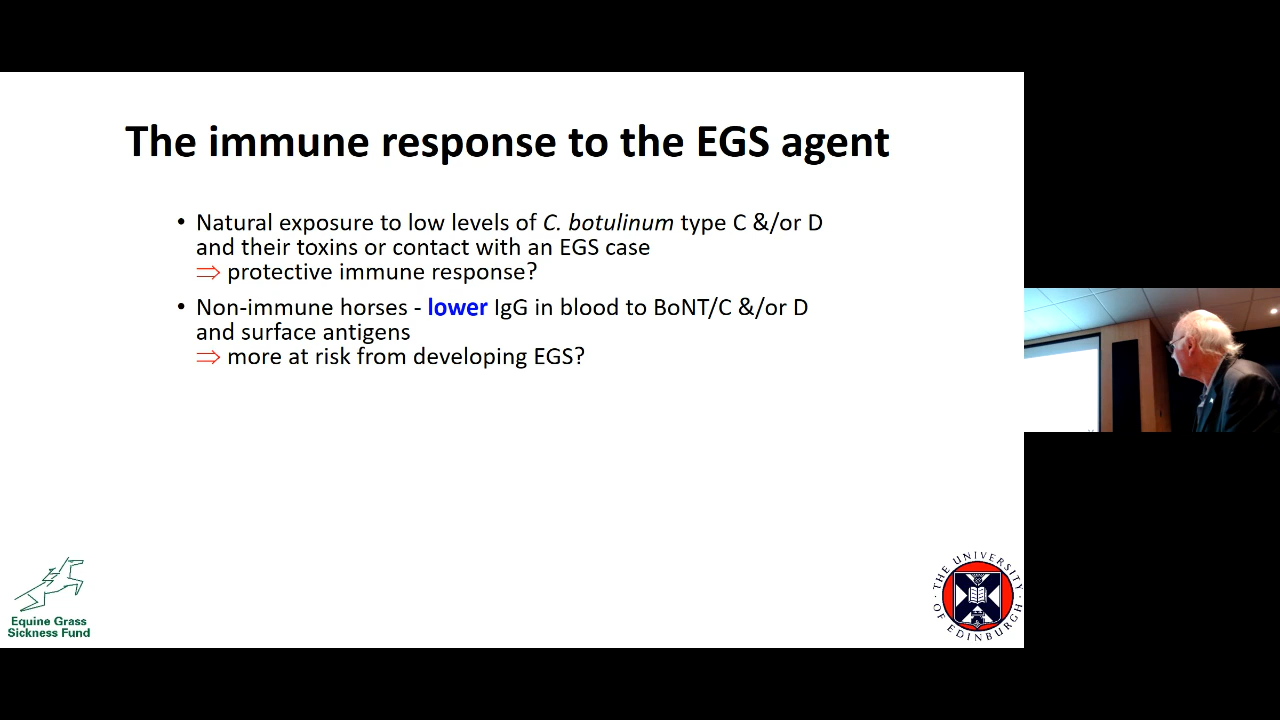 The immune response to the EGS agent
• Natural exposure to low levels of C. botulinum type C &/or D
and their toxins or contact with an EGS case
⇒ protective immune response?
• Non-immune horses - lower IgG in blood to BoNT/C &/or D
and surface antigens
⇒ more at risk from developing EGS?
Equine Grass
Sickness Fund
THE UNIVERSITY
OF EDINBURGH